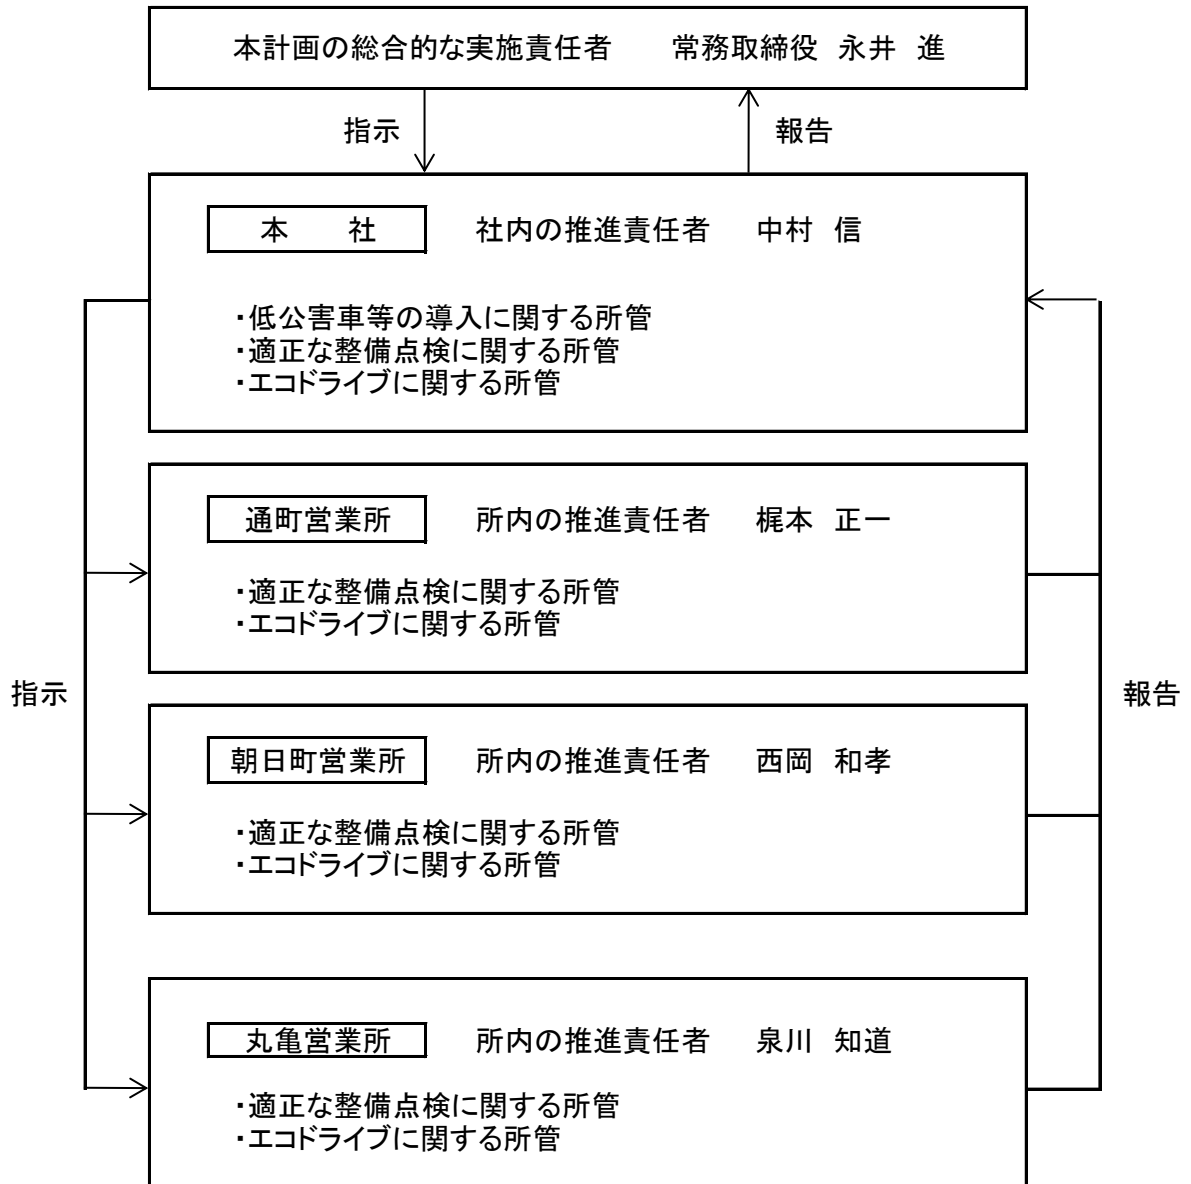 本計画の総合的な実施責任者　　常務取締役 永井 進
指示
報告
本　　社　　社内の推進責任者　中村 信
・低公害車等の導入に関する所管
・適正な整備点検に関する所管
・エコドライブに関する所管
通町営業所　　所内の推進責任者　梶本 正一
・適正な整備点検に関する所管
・エコドライブに関する所管
指示
報告
朝日町営業所　　所内の推進責任者　西岡 和孝
・適正な整備点検に関する所管
・エコドライブに関する所管
丸亀営業所　　所内の推進責任者　泉川 知道
・適正な整備点検に関する所管
・エコドライブに関する所管